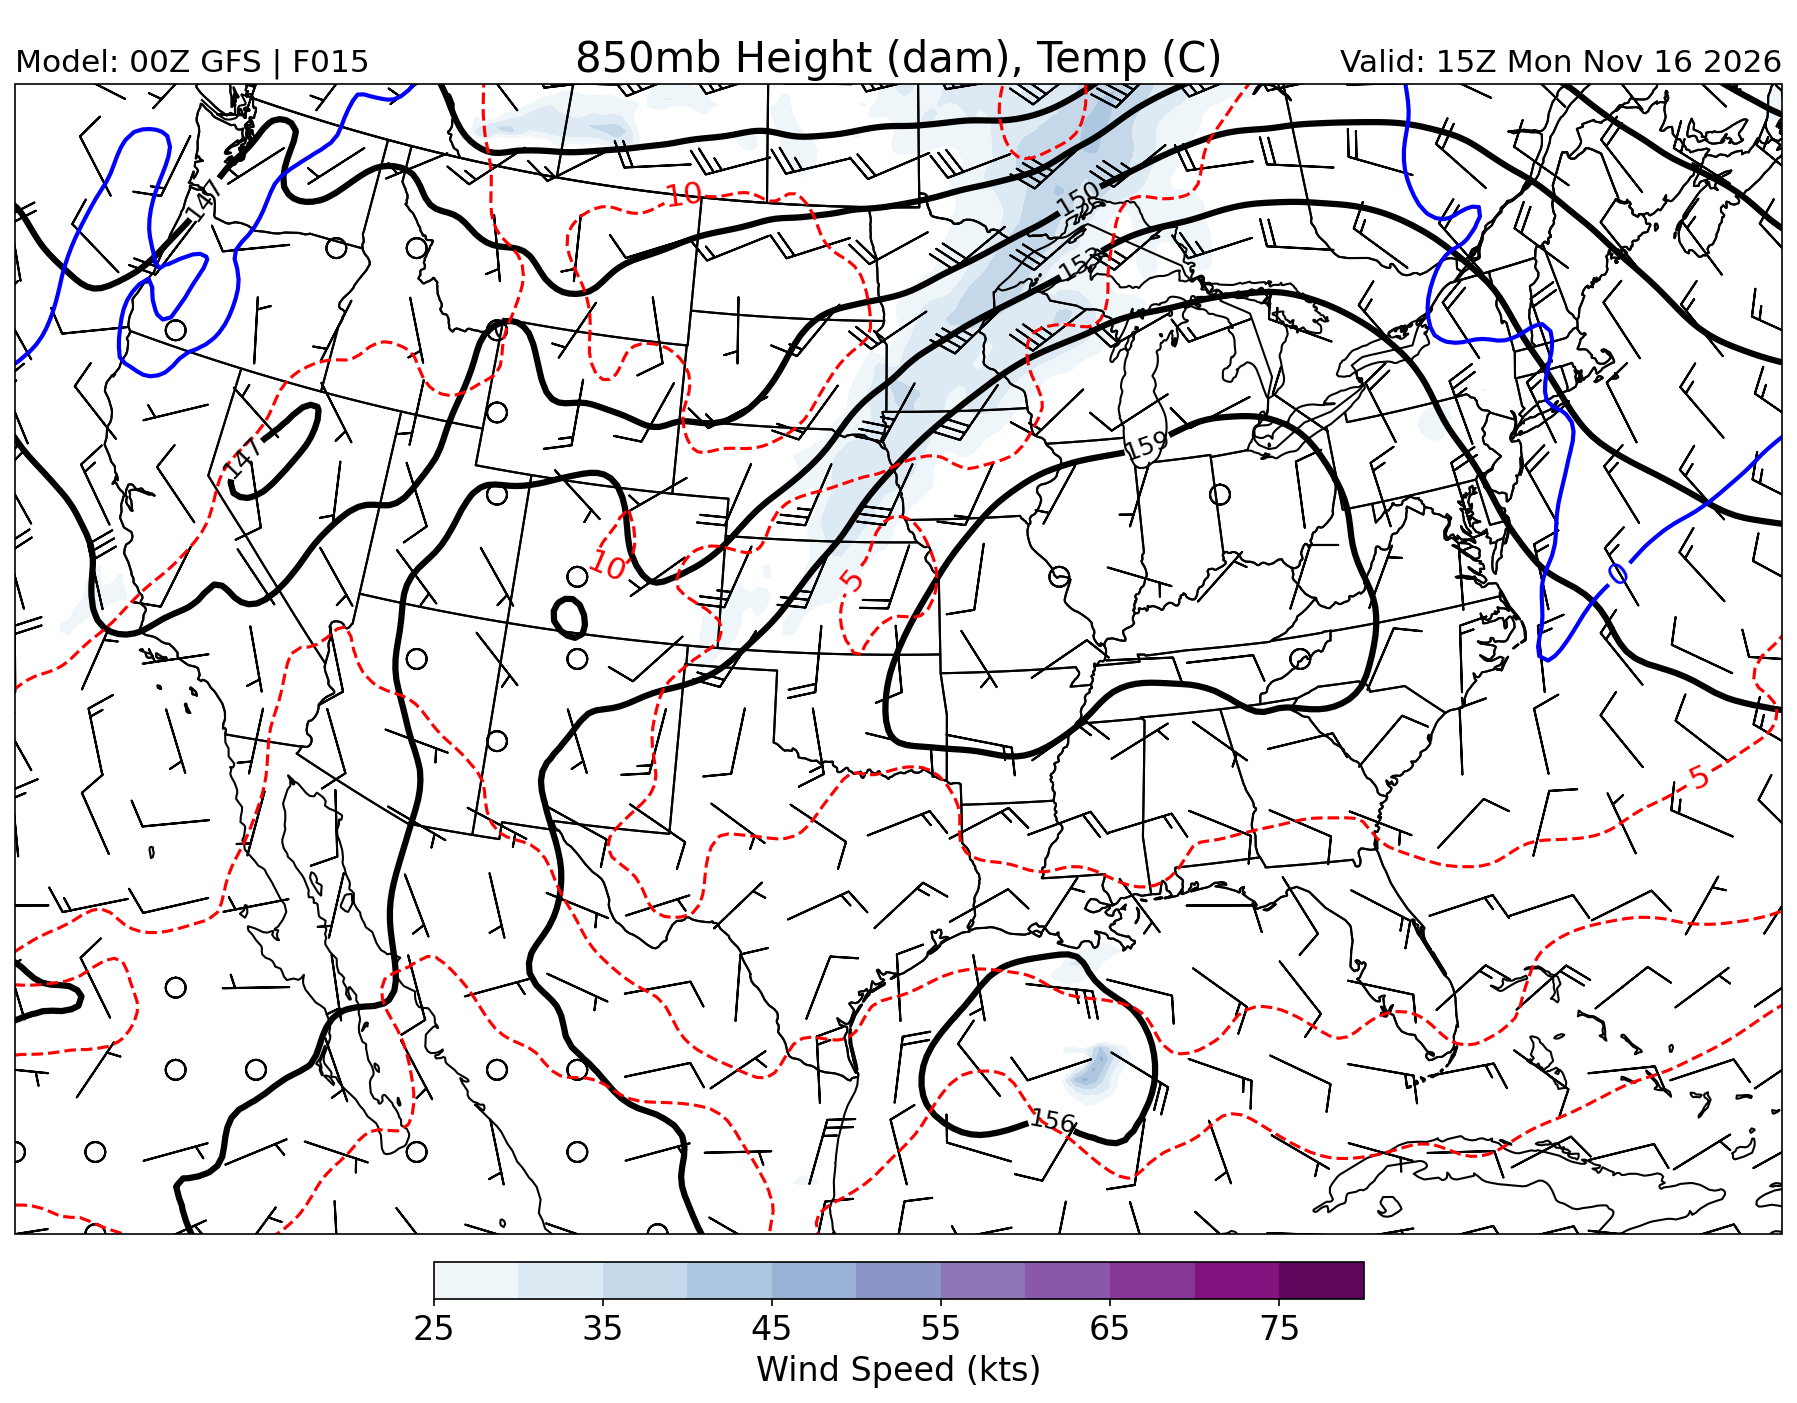 Model: 00Z GFS | F015
850mb Height (dam), Temp (C)
Valid: 15Z Mon Nov 16 2026
10
147
150
153
159
147
10
5
0
5
156
25 35 45 55 65 75
Wind Speed (kts)